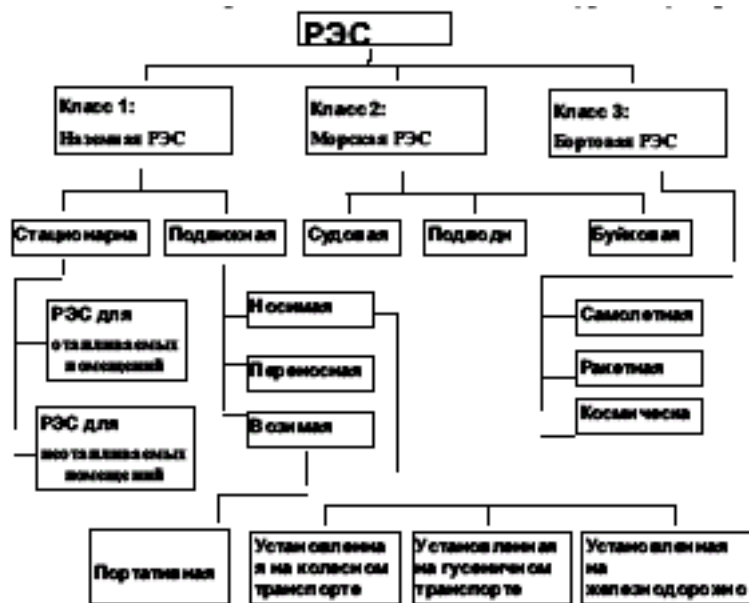 РЭС
Класс 1:
Наземная РЭС
Класс 2:
Морская РЭС
Класс 3:
Бортовая РЭС
Стационарна
Подвижная
Судовая
Подводн
Буйковая
РЭС для
отапливаемых
помещений
Носимая
Самолетная
Переносная
Ракетная
РЭС для
неотапливаемых
помещений
Возимая
Космическа
Портативная
Установленна
я на колесном
транспорте
Установленная
на гусеничном
транспорте
Установленная
на
железнодорожно